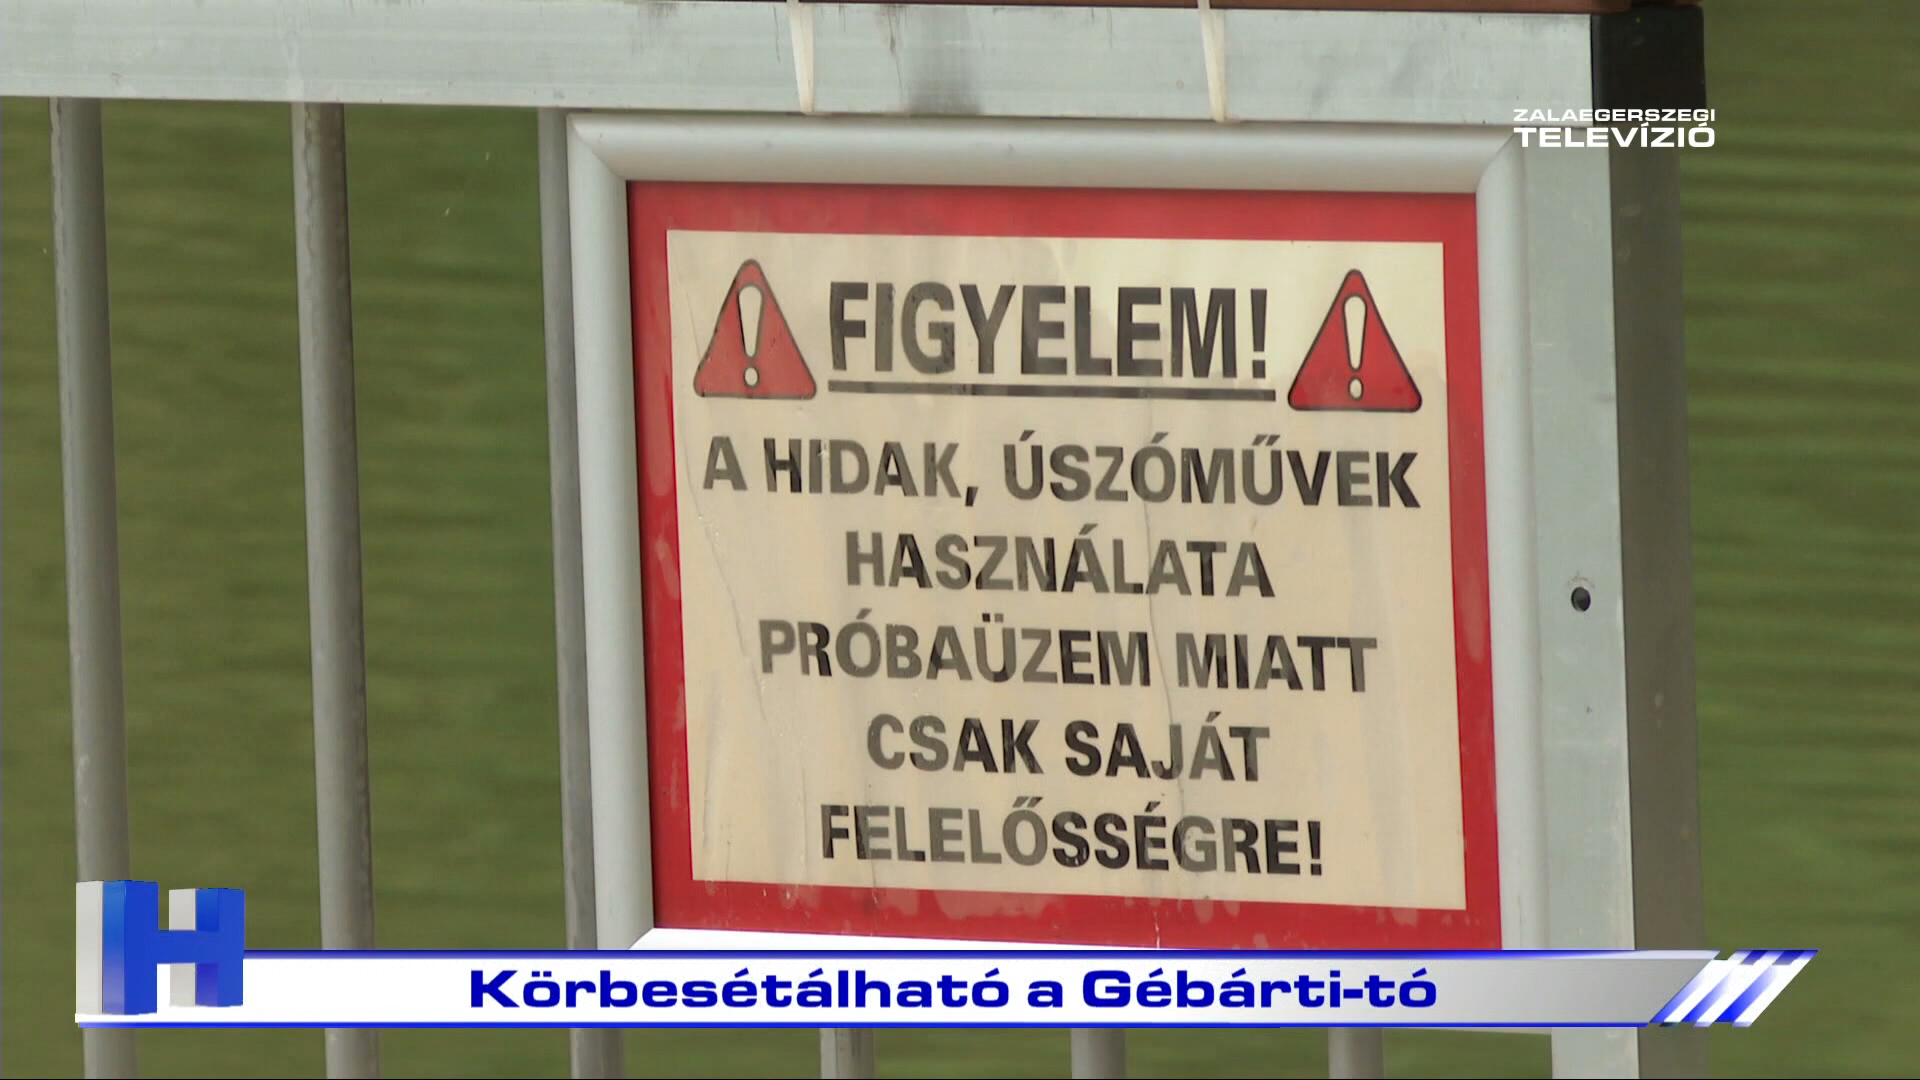 ZALAEGERSZEGI
TELEVÍZIÓ
FIGYELEM!
A HIDAK, ÚSZÓMŰVEK
HASZNÁLATA
PRÓBAÜZEM MIATT
CSAK SAJÁT
FELELŐSSÉGRE!
H
Körbesétálható a Gébárti-tó